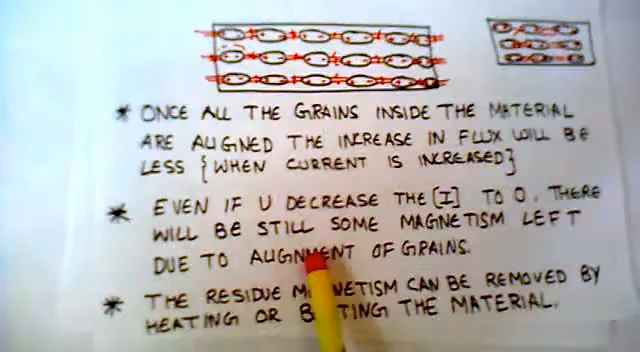 * ONCE ALL THE GRAINS INSIDE THE MATERIAL
ARE ALIGNED THE INCREASE IN FLUX WILL BE
LESS {WHEN CURRENT IS INCREASED}
* EVEN IF U DECREASE THE [I] TO 0. THERE
WILL BE STILL SOME MAGNETISM LEFT
DUE TO ALIGNMENT OF GRAINS.
* THE RESIDUE CAN BE REMOVED BY
HEATING OR THE MATERIAL.